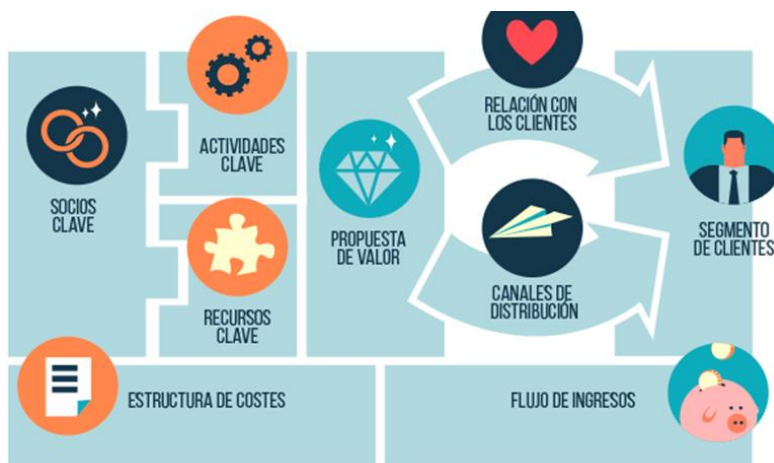 SOCIOS
CLAVE
ACTIVIDADES
CLAVE
RECURSOS
CLAVE
PROPUESTA
DE VALOR
RELACIÓN CON
LOS CLIENTES
CANALES DE
DISTRIBUCIÓN
SEGMENTO
DE CLIENTES
ESTRUCTURA DE COSTES
FLUJO DE INGRESOS